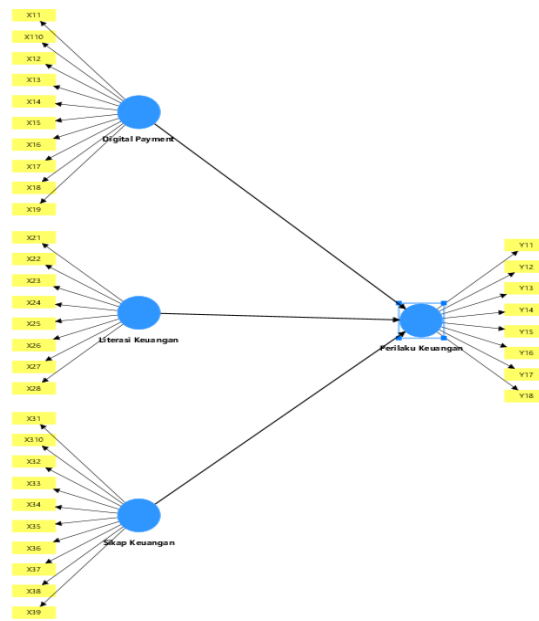 X11
X110
X12
X13
X14
X15
X16
X17
X18
X19
Digital Payment
X21
X22
X23
X24
X25
X26
X27
X28
Literasi Keuangan
X31
X310
X32
X33
X34
X35
X36
X37
X38
X39
Sikap Keuangan
Y11
Y12
Y13
Y14
Y15
Y16
Y17
Y18
Perilaku Keuangan